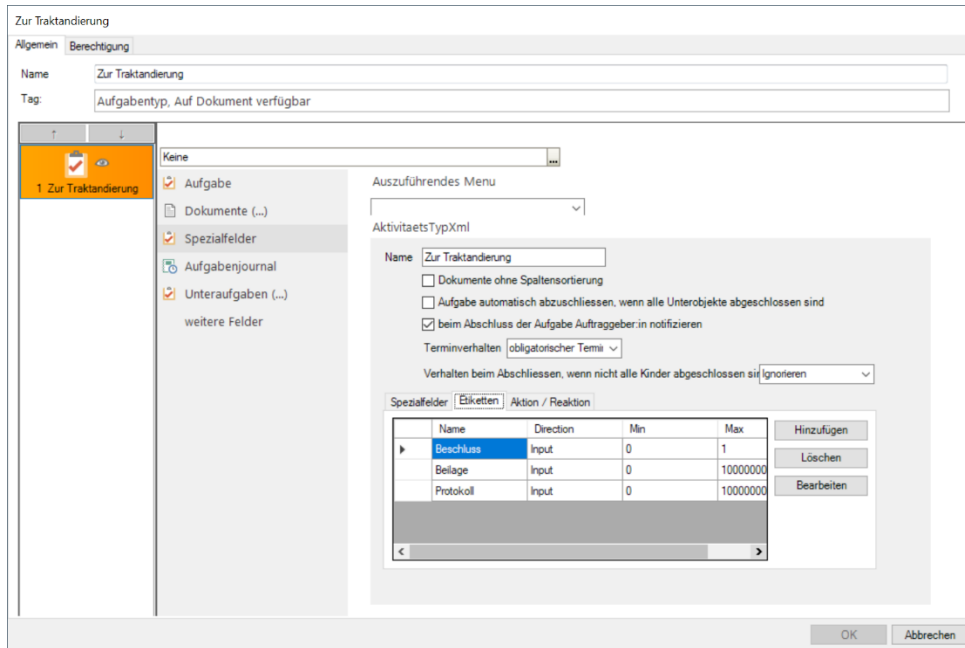 Zur Traktandierung
Allgemein Berechtigung
Name Zur Traktandierung
Tag: Aufgabentyp, Auf Dokument verfügbar
↑ ↓
1 Zur Traktandierung
Keine ...
Aufgabe
Dokumente (...)
Spezialfelder
Aufgabenjournal
Unteraufgaben (...)
weitere Felder
Auszuführendes Menu
AktivitaetsTypXml
Name Zur Traktandierung
Dokumente ohne Spaltensortierung
Aufgabe automatisch abzuschliessen, wenn alle Unterobjekte abgeschlossen sind
beim Abschluss der Aufgabe Auftraggeber:in notifizieren
Terminverhalten obligatorischer Termi
Verhalten beim Abschliessen, wenn nicht alle Kinder abgeschlossen sir Ignorieren
Spezialfelder Etiketten Aktion / Reaktion
Name Direction Min Max
Beschluss Input 0 1
Beilage Input 0 10000000
Protokoll Input 0 10000000
Hinzufügen
Löschen
Bearbeiten
OK Abbrechen